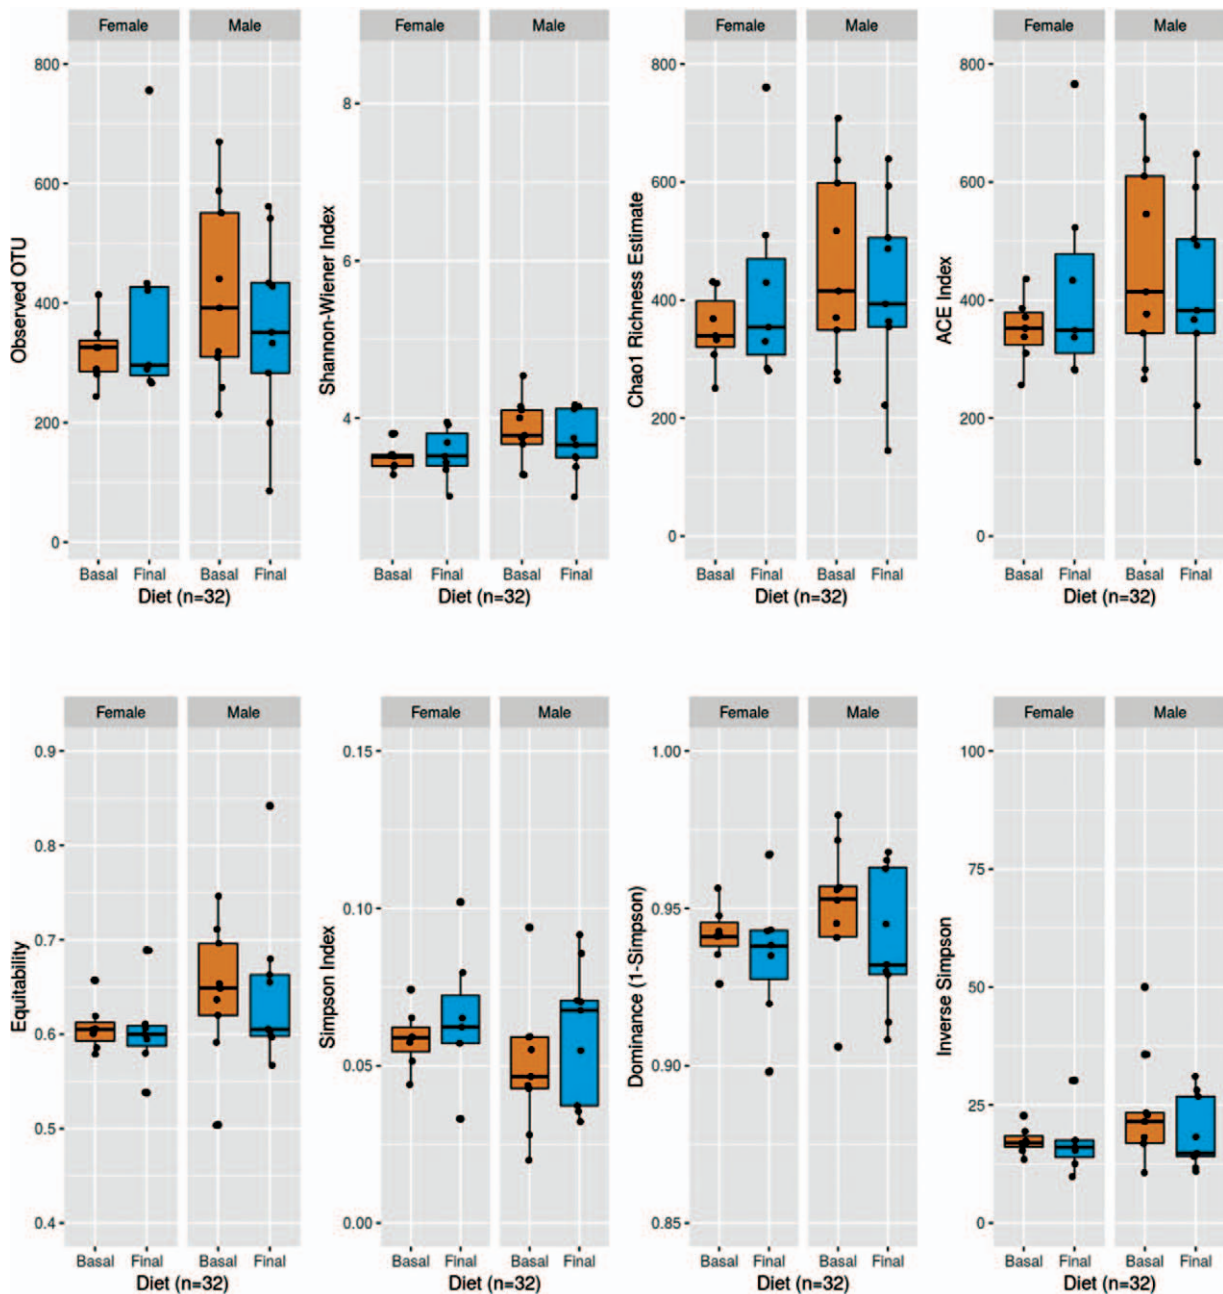 Female Male
800
600
400
200
0
Observed OTU
Basal Final Basal Final
Diet (n=32)
Female Male
8
6
4
Shannon-Wiener Index
Basal Final Basal Final
Diet (n=32)
Female Male
800
600
400
200
0
Chao1 Richness Estimate
Basal Final Basal Final
Diet (n=32)
Female Male
800
600
400
200
0
ACE Index
Basal Final Basal Final
Diet (n=32)
Female Male
0.9
0.8
0.7
0.6
0.5
0.4
Equitability
Basal Final Basal Final
Diet (n=32)
Female Male
0.15
0.10
0.05
0.00
Simpson Index
Basal Final Basal Final
Diet (n=32)
Female Male
1.00
0.95
0.90
0.85
Dominance (1-Simpson)
Basal Final Basal Final
Diet (n=32)
Female Male
100
75
50
25
0
Inverse Simpson
Basal Final Basal Final
Diet (n=32)